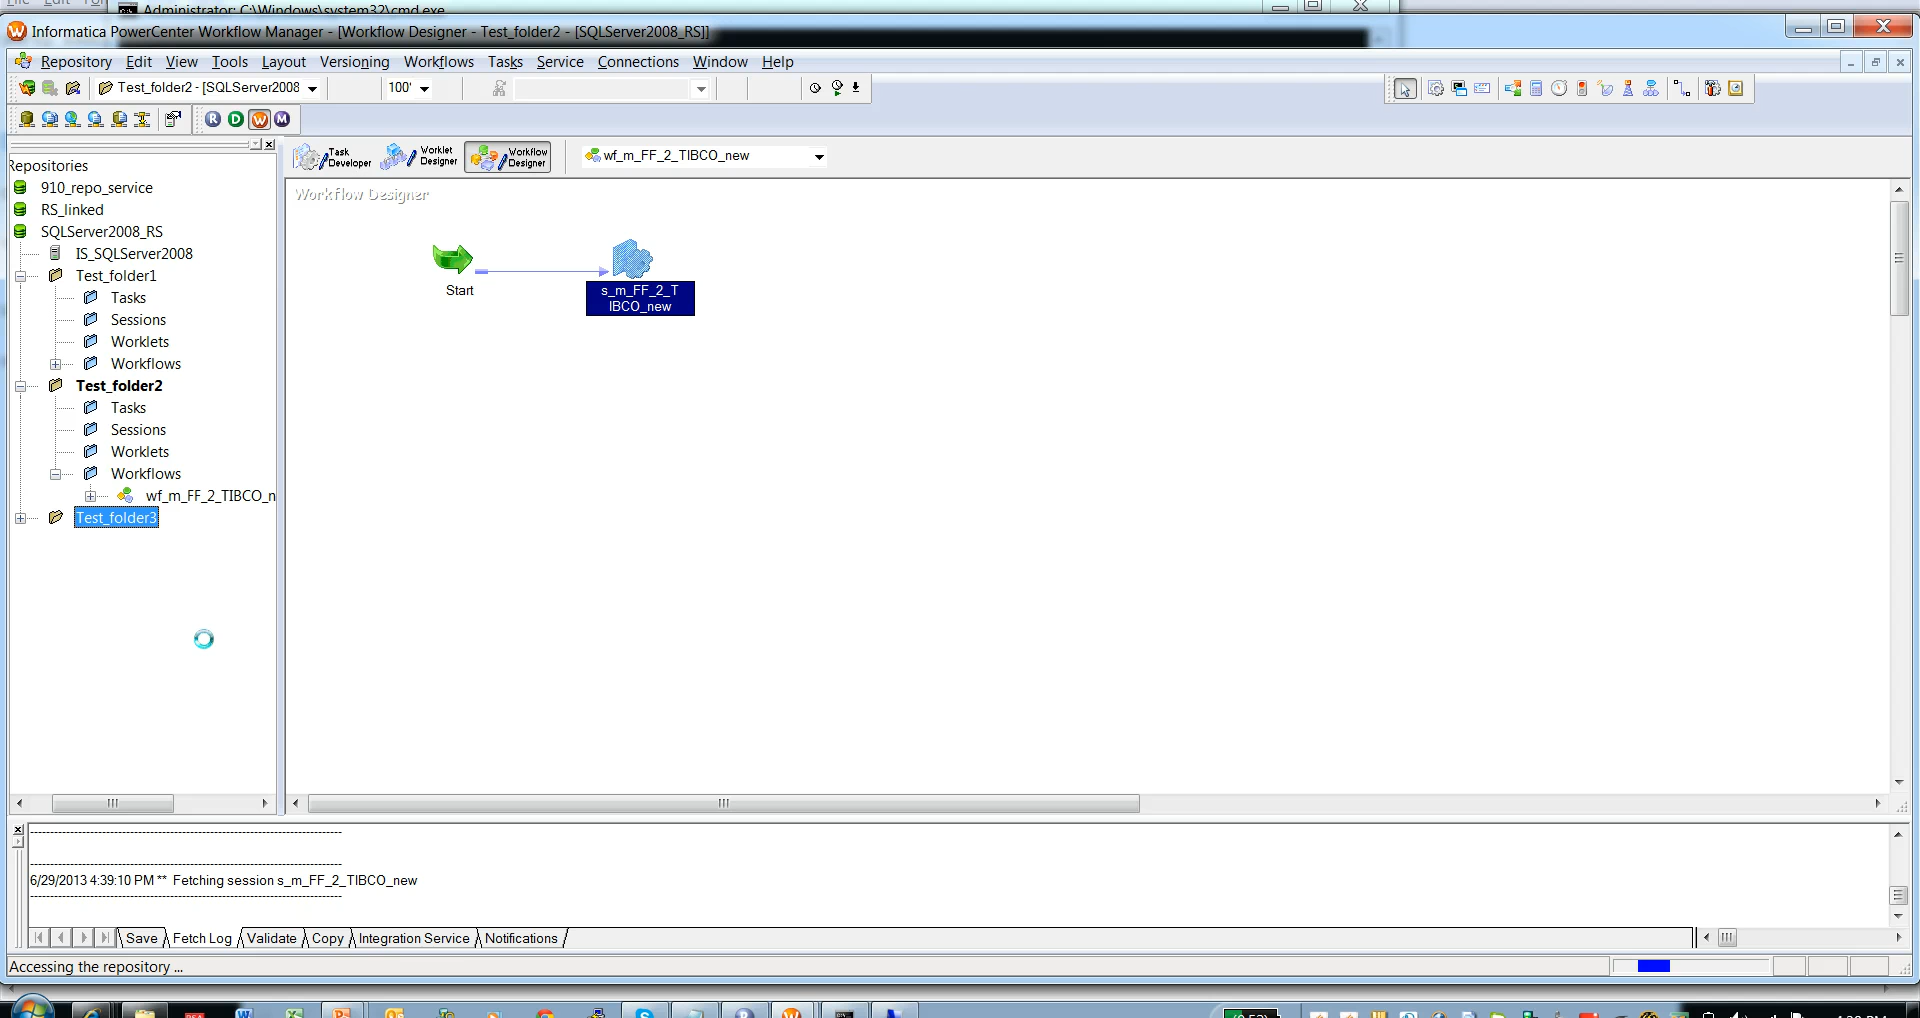 Administrator: C:\Windows\system32\cmd.exe
Informatica PowerCenter Workflow Manager - [Workflow Designer - Test_folder2 - [SQLServer2008_RS]]
Repository Edit View Tools Layout Versioning Workflows Tasks Service Connections Window Help
Test_folder2 - [SQLServer2008
100'
R D W M
Repositories
Task Developer
Worklet Designer
Workflow Designer
wf_m_FF_2_TIBCO_new
910_repo_service
RS_linked
SQLServer2008_RS
IS_SQLServer2008
Test_folder1
Tasks
Sessions
Worklets
Workflows
Test_folder2
Tasks
Sessions
Worklets
Workflows
wf_m_FF_2_TIBCO_n
Test_folder3
Workflow Designer
Start
s_m_FF_2_T
IBCO_new
6/29/2013 4:39:10 PM ** Fetching session s_m_FF_2_TIBCO_new
Save Fetch Log Validate Copy Integration Service Notifications
Accessing the repository ...